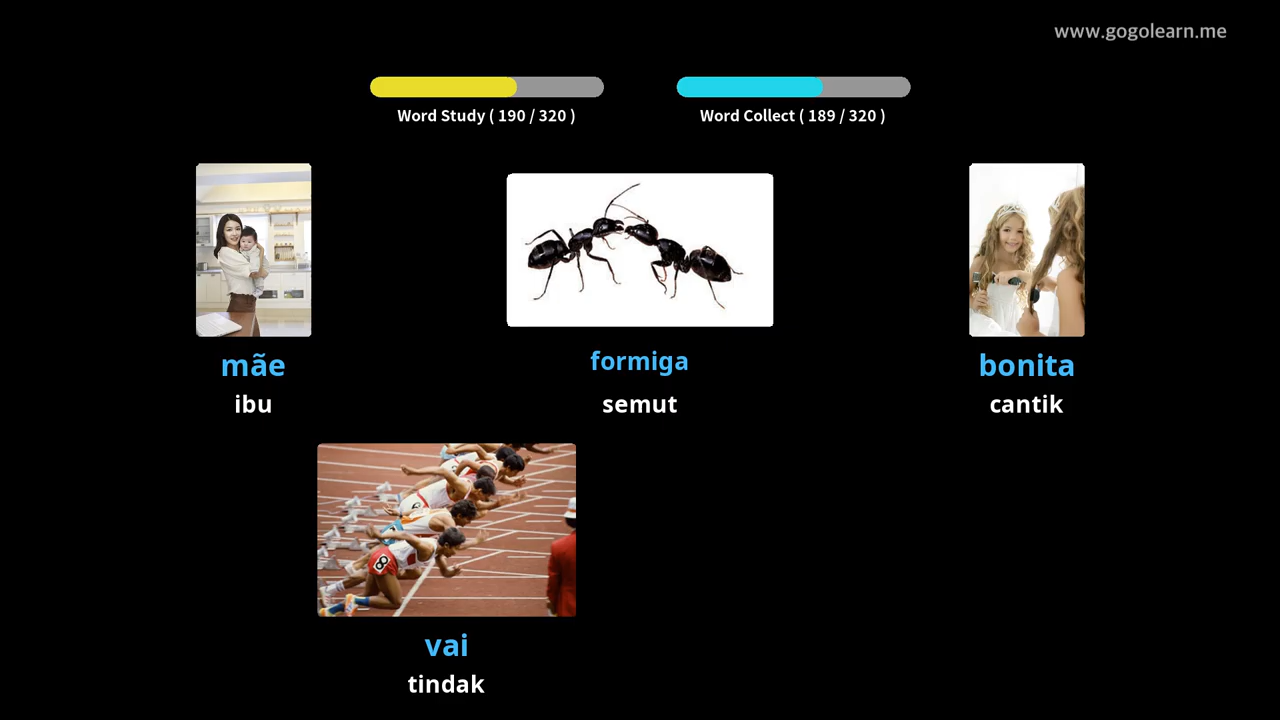 www.gogolearn.me
Word Study ( 190 / 320 )
Word Collect ( 189 / 320 )
mãe
ibu
formiga
semut
bonita
cantik
8
vai
tindak